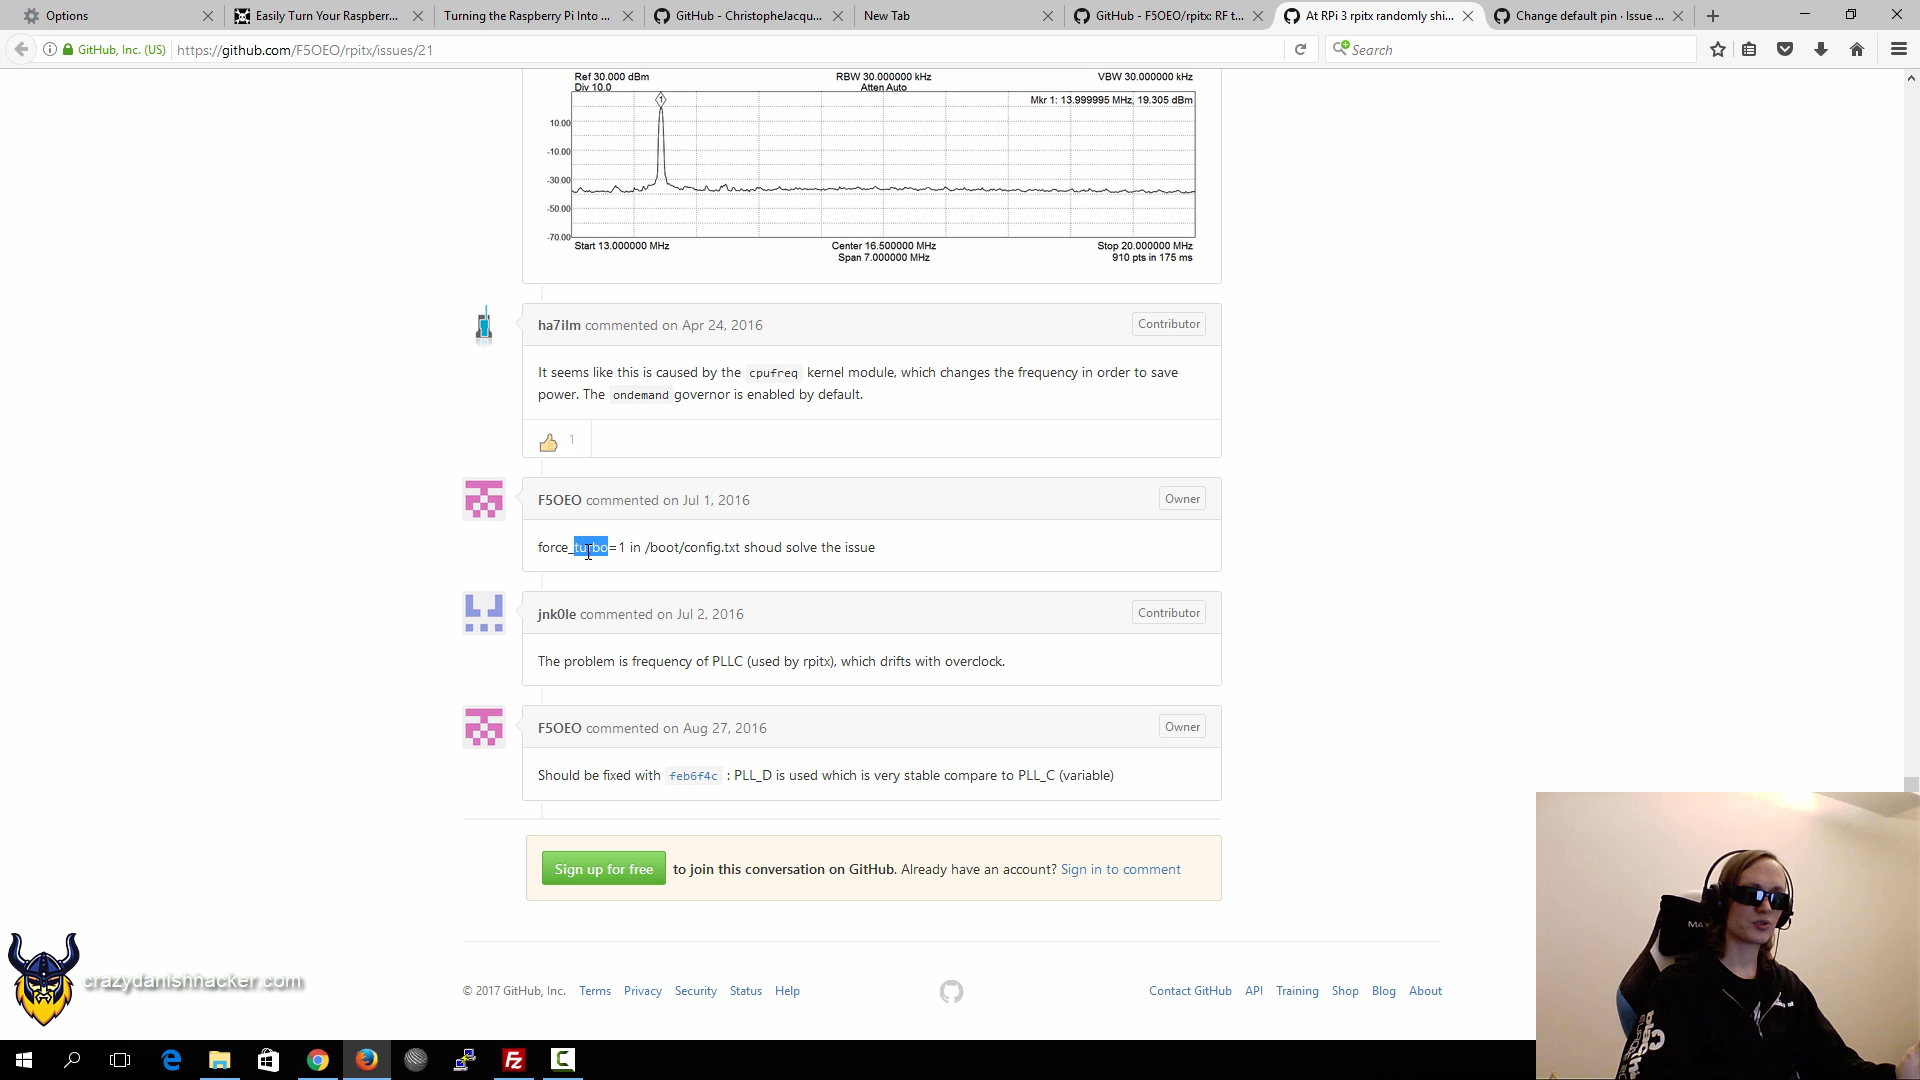 Options
Easily Turn Your Raspberr...
Turning the Raspberry Pi Into ...
GitHub - ChristopheJacqu...
New Tab
GitHub - F5OEO/rpitx: RF t...
At RPi 3 rpitx randomly shi...
Change default pin · Issue ...
GitHub, Inc. (US)
https://github.com/F5OEO/rpitx/issues/21
Search
Ref 30.000 dBm
RBW 30.000000 kHz
VBW 30.000000 kHz
Div 10.0
Atten Auto
1
Mkr 1: 13.999995 MHz, 19.305 dBm
10.00
-10.00
-30.00
-50.00
-70.00
Start 13.000000 MHz
Center 16.500000 MHz
Stop 20.000000 MHz
Span 7.000000 MHz
910 pts in 175 ms
ha7ilm commented on Apr 24, 2016
Contributor
It seems like this is caused by the cpufreq kernel module, which changes the frequency in order to save
power. The ondemand governor is enabled by default.
1
F5OEO commented on Jul 1, 2016
Owner
force_turbo=1 in /boot/config.txt shoud solve the issue
jnk0le commented on Jul 2, 2016
Contributor
The problem is frequency of PLLC (used by rpitx), which drifts with overclock.
F5OEO commented on Aug 27, 2016
Owner
Should be fixed with feb6f4c : PLL_D is used which is very stable compare to PLL_C (variable)
Sign up for free to join this conversation on GitHub. Already have an account? Sign in to comment
crazydanishhacker.com
© 2017 GitHub, Inc. Terms Privacy Security Status Help
Contact GitHub API Training Shop Blog About